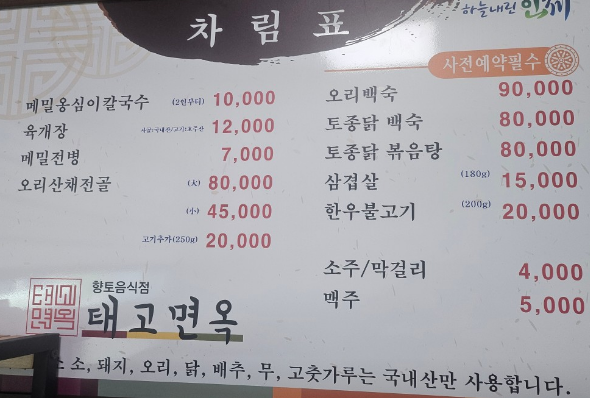 차림표
하늘내린 인제
사전예약필수
메밀옹심이칼국수 (2인부터) 10,000
육개장 12,000
메밀전병 7,000
오리산채전골 (大) 80,000
(小) 45,000
고기추가(250g) 20,000
오리백숙 90,000
토종닭 백숙 80,000
토종닭 볶음탕 80,000
삼겹살 (180g) 15,000
한우불고기 (200g) 20,000
소주/막걸리 4,000
맥주 5,000
향토음식점
태고면옥
소, 돼지, 오리, 닭, 배추, 무, 고춧가루는 국내산만 사용합니다.